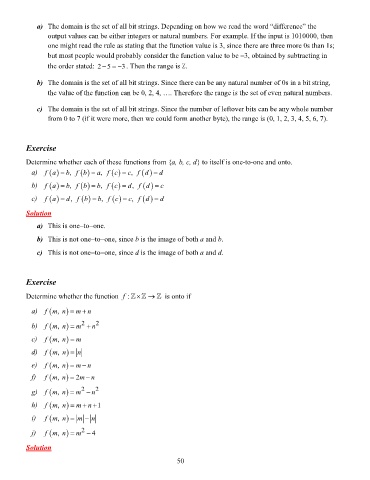 a) The domain is the set of all bit strings. Depending on how we read the word “difference” the
output values can be either integers or natural numbers. For example. If the input is 1010000, then
one might read the rule as stating that the function value is 3, since there are three more 0s than 1s;
but most people would probably consider the function value to be −3, obtained by subtracting in
the order stated: 2−5 = −3. Then the range is ℤ.
b) The domain is the set of all bit strings. Since there can be any natural number of 0s in a bit string,
the value of the function can be 0, 2, 4, …. Therefore the range is the set of even natural numbers.
c) The domain is the set of all bit strings. Since the number of leftover bits can be any whole number
from 0 to 7 (if it were more, then we could form another byte), the range is (0, 1, 2, 3, 4, 5, 6, 7).
Exercise
Determine whether each of these functions from {a, b, c, d} to itself is one-to-one and onto.
a) f(a) = b, f(b) = a, f(c) = c, f(d) = d
b) f(a) = b, f(b) = b, f(c) = d, f(d) = c
c) f(a) = d, f(b) = b, f(c) = c, f(d) = d
Solution
a) This is one−to−one.
b) This is not one−to−one, since b is the image of both a and b.
c) This is not one−to−one, since d is the image of both a and d.
Exercise
Determine whether the function f : ℤ×ℤ → ℤ is onto if
a) f(m, n) = m + n
b) f(m, n) = m² + n²
c) f(m, n) = m
d) f(m, n) = |n|
e) f(m, n) = m − n
f) f(m, n) = 2m − n
g) f(m, n) = m² − n²
h) f(m, n) = m + n + 1
i) f(m, n) = |m| − |n|
j) f(m, n) = m² − 4
Solution
50